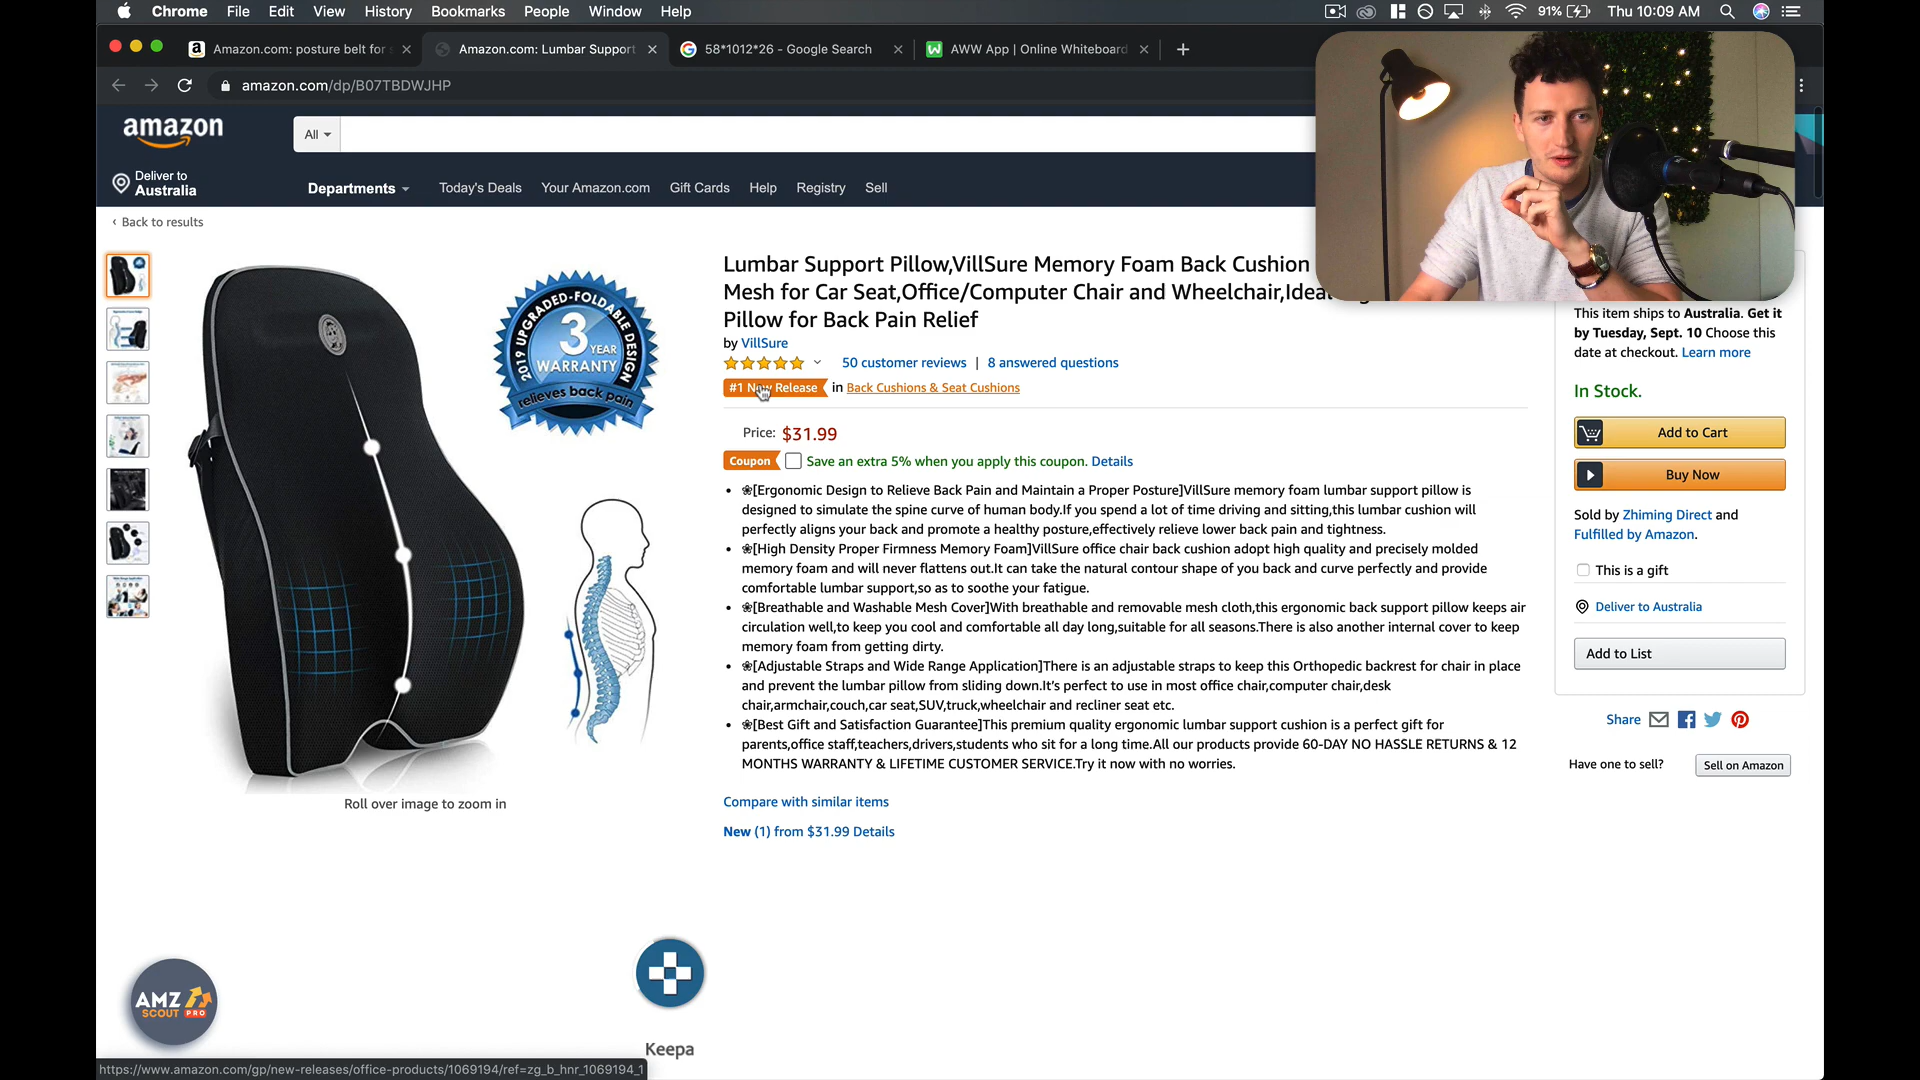 Chrome File Edit View History Bookmarks People Window Help
91% Thu 10:09 AM
Amazon.com: posture belt for
Amazon.com: Lumbar Support
58*1012*26 - Google Search
AWW App | Online Whiteboard
amazon.com/dp/B07TBDWJHP
amazon
All
Deliver to
Australia
Departments Today's Deals Your Amazon.com Gift Cards Help Registry Sell
‹ Back to results
2019 UPGRADED-FOLDABLE DESIGN
3 YEAR
WARRANTY
relieves back pain
Roll over image to zoom in
Lumbar Support Pillow,VillSure Memory Foam Back Cushion
Mesh for Car Seat,Office/Computer Chair and Wheelchair,Ideal
Pillow for Back Pain Relief
by VillSure
50 customer reviews | 8 answered questions
#1 New Release in Back Cushions & Seat Cushions
Price: $31.99
Coupon Save an extra 5% when you apply this coupon. Details
• ❀[Ergonomic Design to Relieve Back Pain and Maintain a Proper Posture]VillSure memory foam lumbar support pillow is
designed to simulate the spine curve of human body.If you spend a lot of time driving and sitting,this lumbar cushion will
perfectly aligns your back and promote a healthy posture,effectively relieve lower back pain and tightness.
• ❀[High Density Proper Firmness Memory Foam]VillSure office chair back cushion adopt high quality and precisely molded
memory foam and will never flattens out.It can take the natural contour shape of you back and curve perfectly and provide
comfortable lumbar support,so as to soothe your fatigue.
• ❀[Breathable and Washable Mesh Cover]With breathable and removable mesh cloth,this ergonomic back support pillow keeps air
circulation well,to keep you cool and comfortable all day long,suitable for all seasons.There is also another internal cover to keep
memory foam from getting dirty.
• ❀[Adjustable Straps and Wide Range Application]There is an adjustable straps to keep this Orthopedic backrest for chair in place
and prevent the lumbar pillow from sliding down.It's perfect to use in most office chair,computer chair,desk
chair,armchair,couch,car seat,SUV,truck,wheelchair and recliner seat etc.
• ❀[Best Gift and Satisfaction Guarantee]This premium quality ergonomic lumbar support cushion is a perfect gift for
parents,office staff,teachers,drivers,students who sit for a long time.All our products provide 60-DAY NO HASSLE RETURNS & 12
MONTHS WARRANTY & LIFETIME CUSTOMER SERVICE.Try it now with no worries.
Compare with similar items
New (1) from $31.99 Details
This item ships to Australia. Get it
by Tuesday, Sept. 10 Choose this
date at checkout. Learn more
In Stock.
Add to Cart
Buy Now
Sold by Zhiming Direct and
Fulfilled by Amazon.
This is a gift
Deliver to Australia
Add to List
Share
Have one to sell? Sell on Amazon
AMZ
SCOUT PRO
Keepa
https://www.amazon.com/gp/new-releases/office-products/1069194/ref=zg_b_hnr_1069194_1